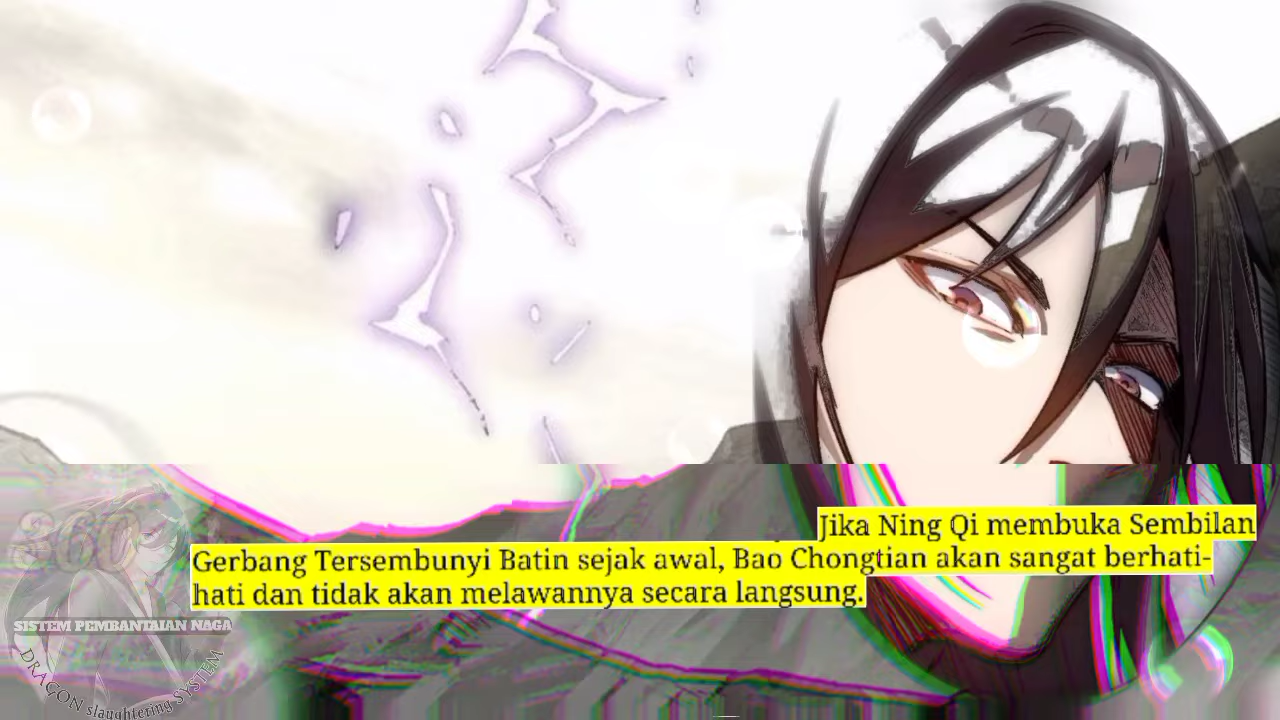 Jika Ning Qi membuka Sembilan
Gerbang Tersembunyi Batin sejak awal, Bao Chongtian akan sangat berhati-
hati dan tidak akan melawannya secara langsung.
360
SISTEM PEMBANTAIAN NAGA
DRAGON slaughtering SYSTEM